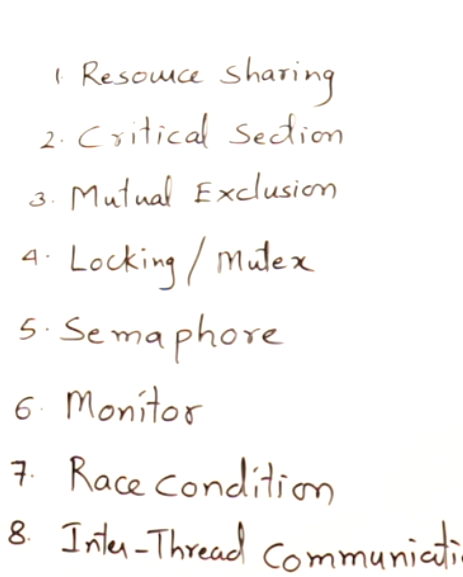 1. Resource Sharing
2. Critical Section
3. Mutual Exclusion
4. Locking / Mutex
5. Semaphore
6. Monitor
7. Race Condition
8. Inter-Thread Communicati